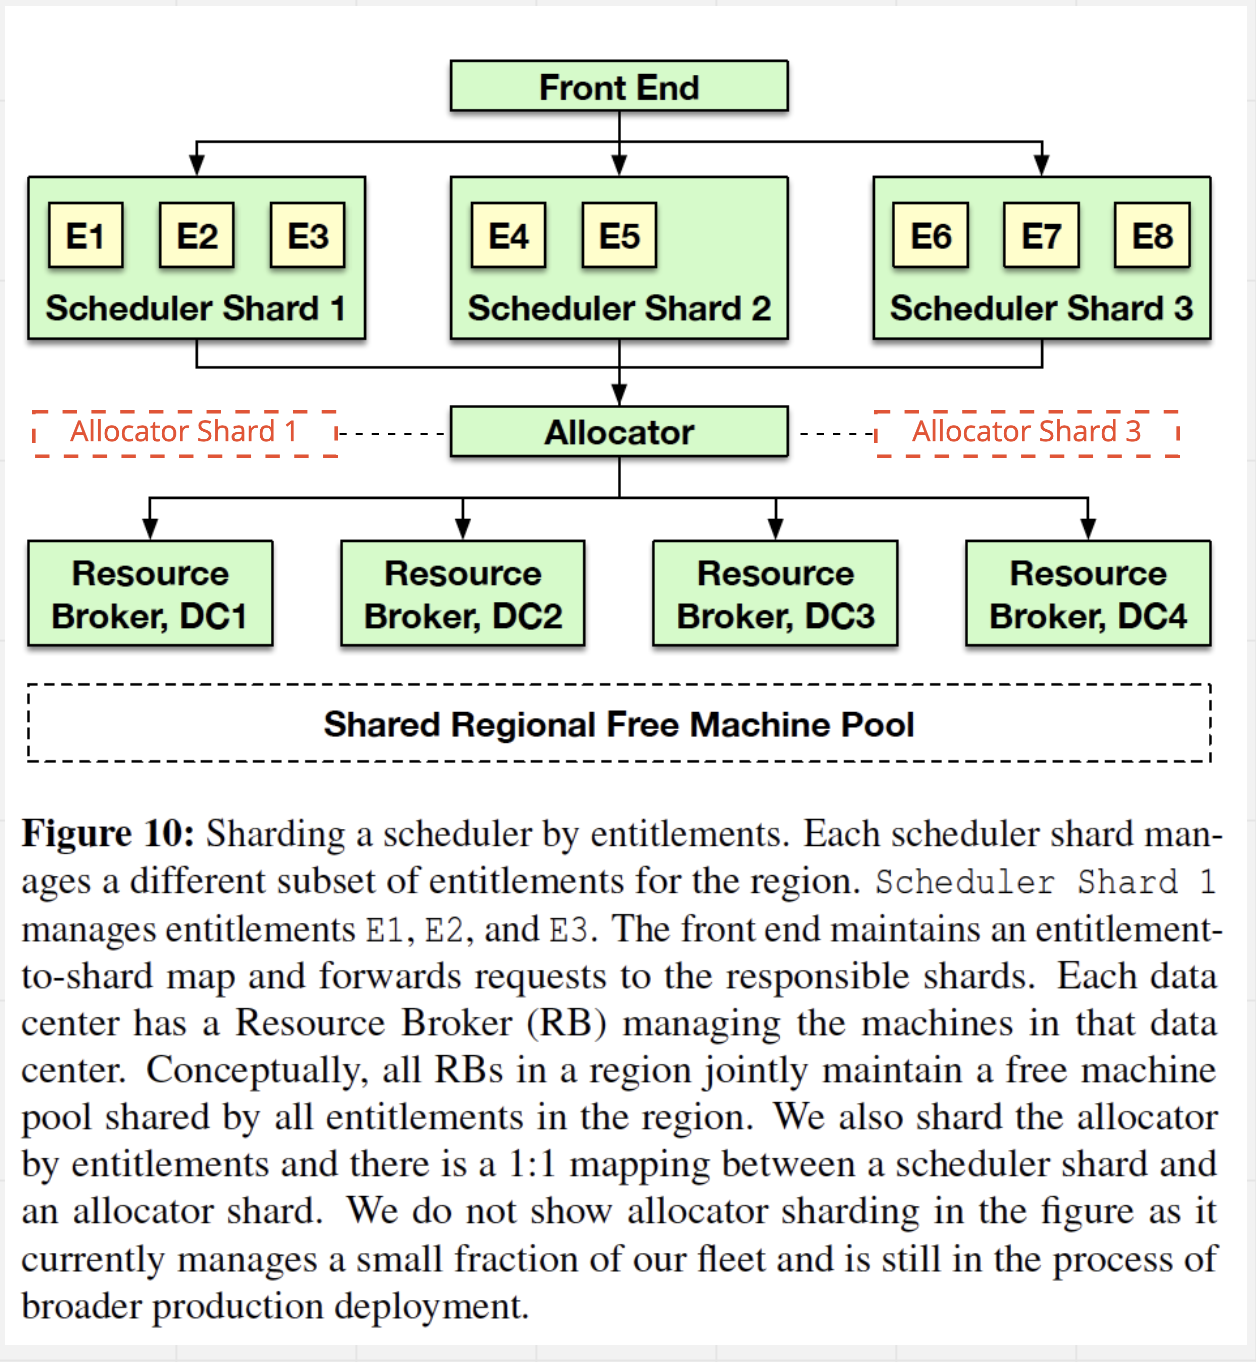 Front End
E1 E2 E3
Scheduler Shard 1
E4 E5
Scheduler Shard 2
E6 E7 E8
Scheduler Shard 3
Allocator Shard 1
Allocator
Allocator Shard 3
Resource
Broker, DC1
Resource
Broker, DC2
Resource
Broker, DC3
Resource
Broker, DC4
Shared Regional Free Machine Pool
Figure 10: Sharding a scheduler by entitlements. Each scheduler shard man-
ages a different subset of entitlements for the region. Scheduler Shard 1
manages entitlements E1, E2, and E3. The front end maintains an entitlement-
to-shard map and forwards requests to the responsible shards. Each data
center has a Resource Broker (RB) managing the machines in that data
center. Conceptually, all RBs in a region jointly maintain a free machine
pool shared by all entitlements in the region. We also shard the allocator
by entitlements and there is a 1:1 mapping between a scheduler shard and
an allocator shard. We do not show allocator sharding in the figure as it
currently manages a small fraction of our fleet and is still in the process of
broader production deployment.